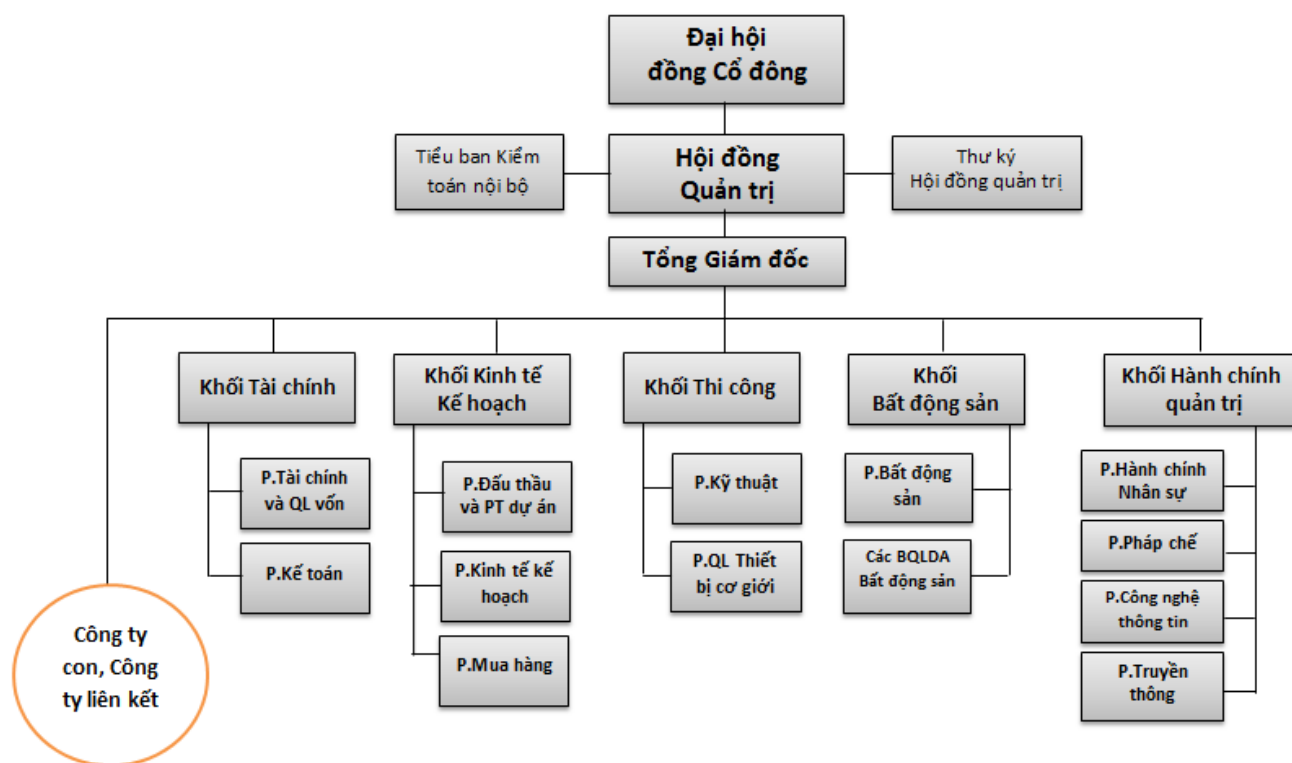 Đại hội
đồng Cổ đông
Tiểu ban Kiểm
toán nội bộ
Hội đồng
Quản trị
Thư ký
Hội đồng quản trị
Tổng Giám đốc
Khối Tài chính
Khối Kinh tế
Kế hoạch
Khối Thi công
Khối
Bất động sản
Khối Hành chính
quản trị
P.Tài chính
và QL vốn
P.Kế toán
P.Đấu thầu
và PT dự án
P.Kinh tế kế
hoạch
P.Mua hàng
P.Kỹ thuật
P.QL Thiết
bị cơ giới
P.Bất động
sản
Các BQLDA
Bất động sản
P.Hành chính
Nhân sự
P.Pháp chế
P.Công nghệ
thông tin
P.Truyền
thông
Công ty
con, Công
ty liên kết